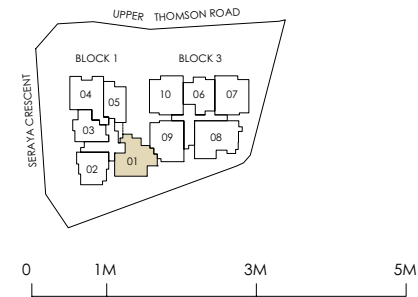 UPPER THOMSON ROAD
SERAYA CRESCENT
BLOCK 1 BLOCK 3
04 05 10 06 07
03 09 08
02 01
0 1M 3M 5M